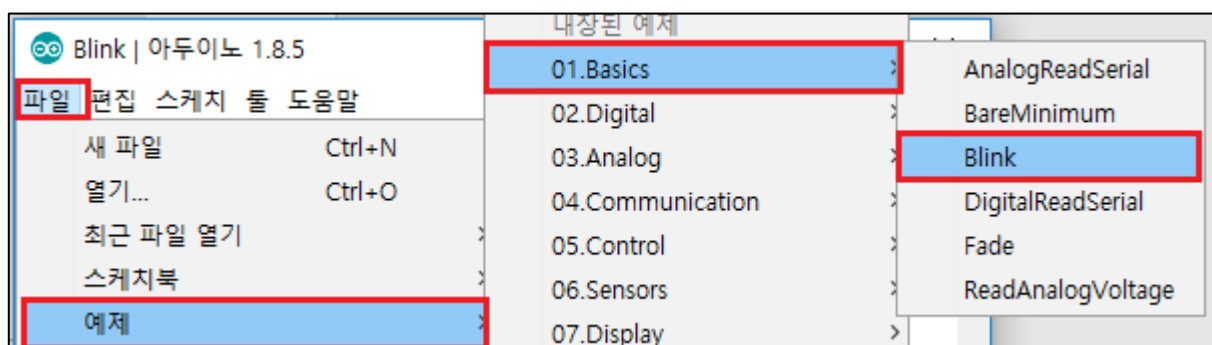 Blink | 아두이노 1.8.5
파일 편집 스케치 툴 도움말
새 파일 Ctrl+N
열기... Ctrl+O
최근 파일 열기
스케치북
예제
내장된 예제
01.Basics
02.Digital
03.Analog
04.Communication
05.Control
06.Sensors
07.Display
AnalogReadSerial
BareMinimum
Blink
DigitalReadSerial
Fade
ReadAnalogVoltage